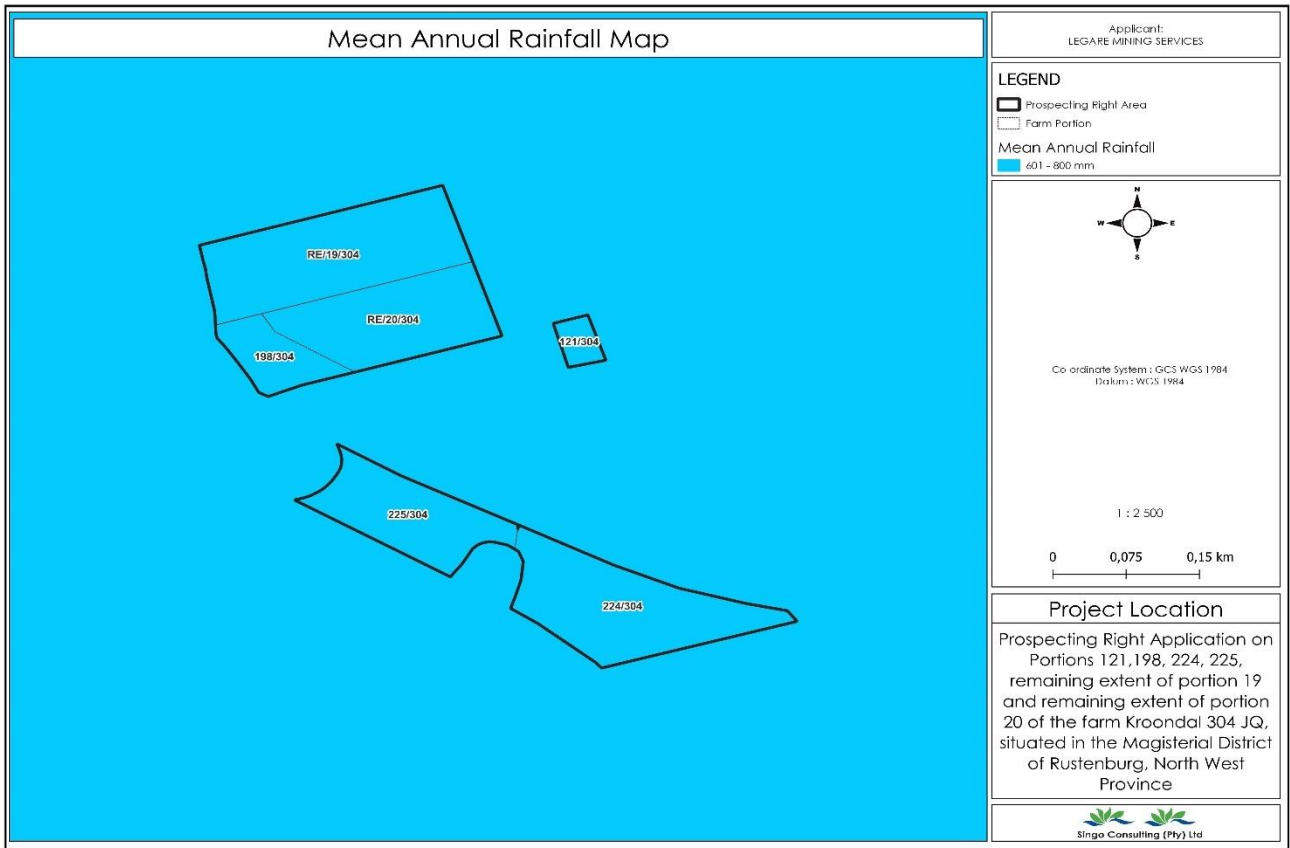 Mean Annual Rainfall Map
RE/19/304
RE/20/304
198/304
121/304
225/304
224/304
Applicant:
LEGARE MINING SERVICES
LEGEND
Prospecting Right Area
Farm Portion
Mean Annual Rainfall
601 - 800 mm
N
W E
S
Co ordinate System : GCS WGS 1984
Datum : WGS 1984
1 : 2 500
0 0,075 0,15 km
Project Location
Prospecting Right Application on
Portions 121,198, 224, 225,
remaining extent of portion 19
and remaining extent of portion
20 of the farm Kroondal 304 JQ,
situated in the Magisterial District
of Rustenburg, North West
Province
Singo Consulting (Pty) Ltd